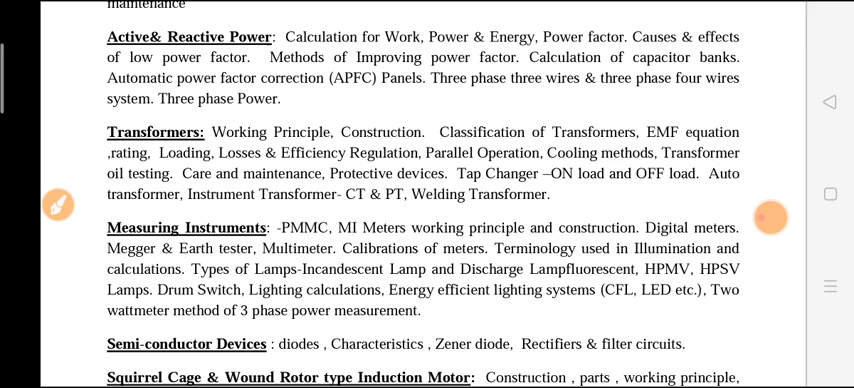 maintenance
Active& Reactive Power: Calculation for Work, Power & Energy, Power factor. Causes & effects
of low power factor. Methods of Improving power factor. Calculation of capacitor banks.
Automatic power factor correction (APFC) Panels. Three phase three wires & three phase four wires
system. Three phase Power.
Transformers: Working Principle, Construction. Classification of Transformers, EMF equation
,rating, Loading, Losses & Efficiency Regulation, Parallel Operation, Cooling methods, Transformer
oil testing. Care and maintenance, Protective devices. Tap Changer –ON load and OFF load. Auto
transformer, Instrument Transformer- CT & PT, Welding Transformer.
Measuring Instruments: -PMMC, MI Meters working principle and construction. Digital meters.
Megger & Earth tester, Multimeter. Calibrations of meters. Terminology used in Illumination and
calculations. Types of Lamps-Incandescent Lamp and Discharge Lampfluorescent, HPMV, HPSV
Lamps. Drum Switch, Lighting calculations, Energy efficient lighting systems (CFL, LED etc.), Two
wattmeter method of 3 phase power measurement.
Semi-conductor Devices : diodes , Characteristics , Zener diode, Rectifiers & filter circuits.
Squirrel Cage & Wound Rotor type Induction Motor: Construction , parts , working principle,